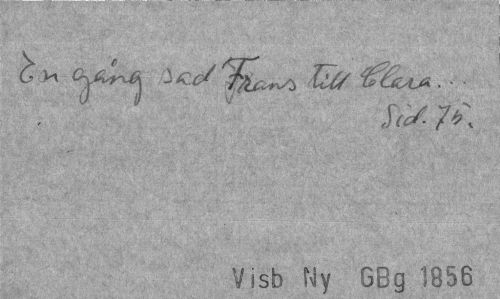 En gång sad Frans till Clara...
Sid. 75.
Visb Ny GBg 1856